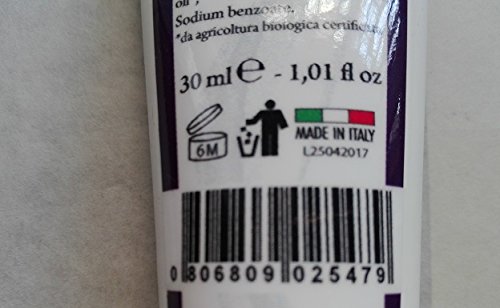 oil*,
Sodium benzoate.
*da agricoltura biologica certificata
30 ml ℮ - 1,01 fl oz
6M
MADE IN ITALY
L25042017
0 806809 025479